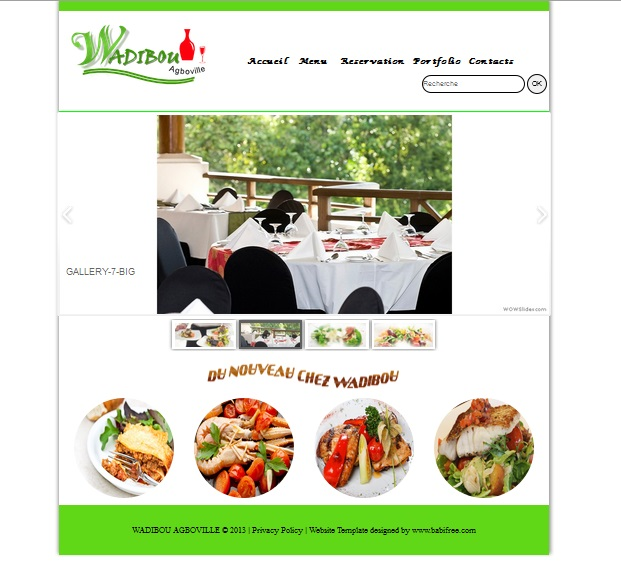 WADIBOU
Agboville
Accueil Menu Reservation Portfolio Contacts
Recherche OK
GALLERY-7-BIG
WOWSlides.com
DU NOUVEAU CHEZ WADIBOU
WADIBOU AGBOVILLE © 2013 | Privacy Policy | Website Template designed by www.babifree.com